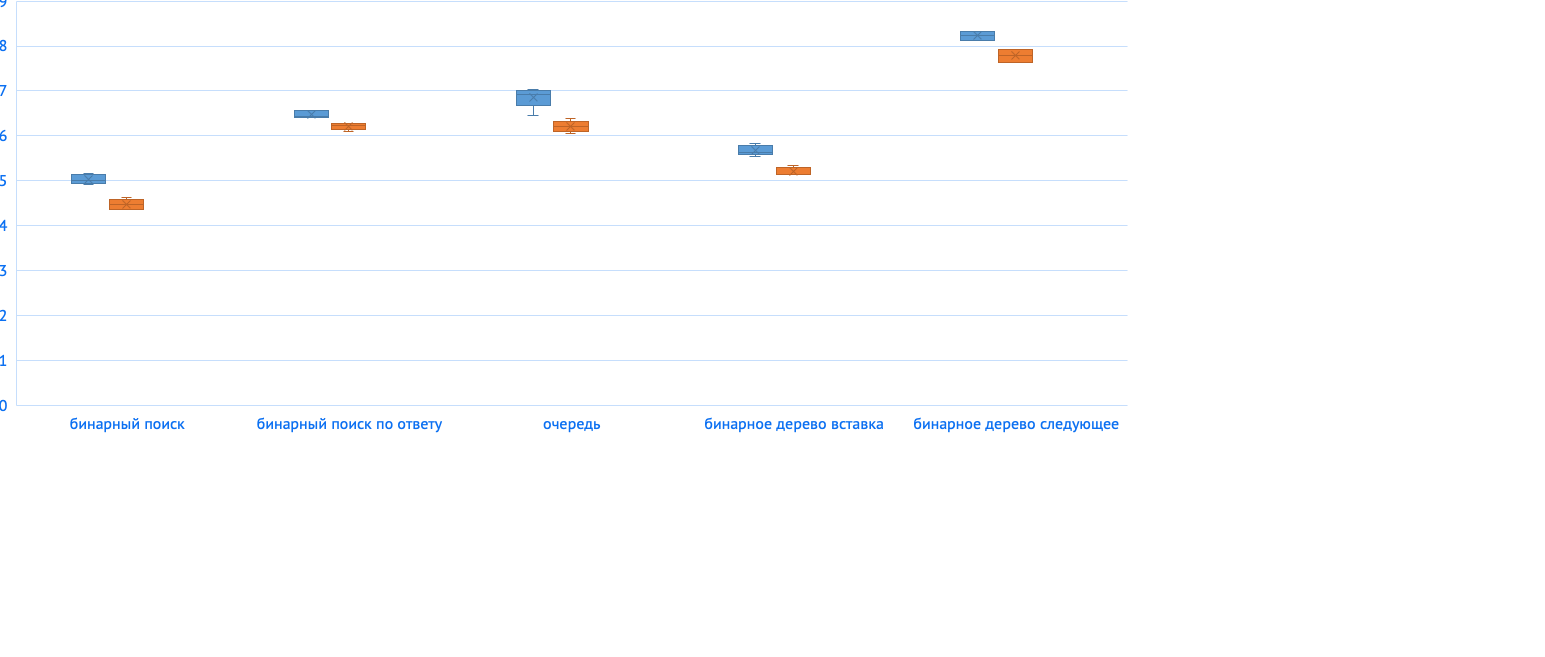 9
8
7
6
5
4
3
2
1
0
бинарный поиск
бинарный поиск по ответу
очередь
бинарное дерево вставка
бинарное дерево следующее